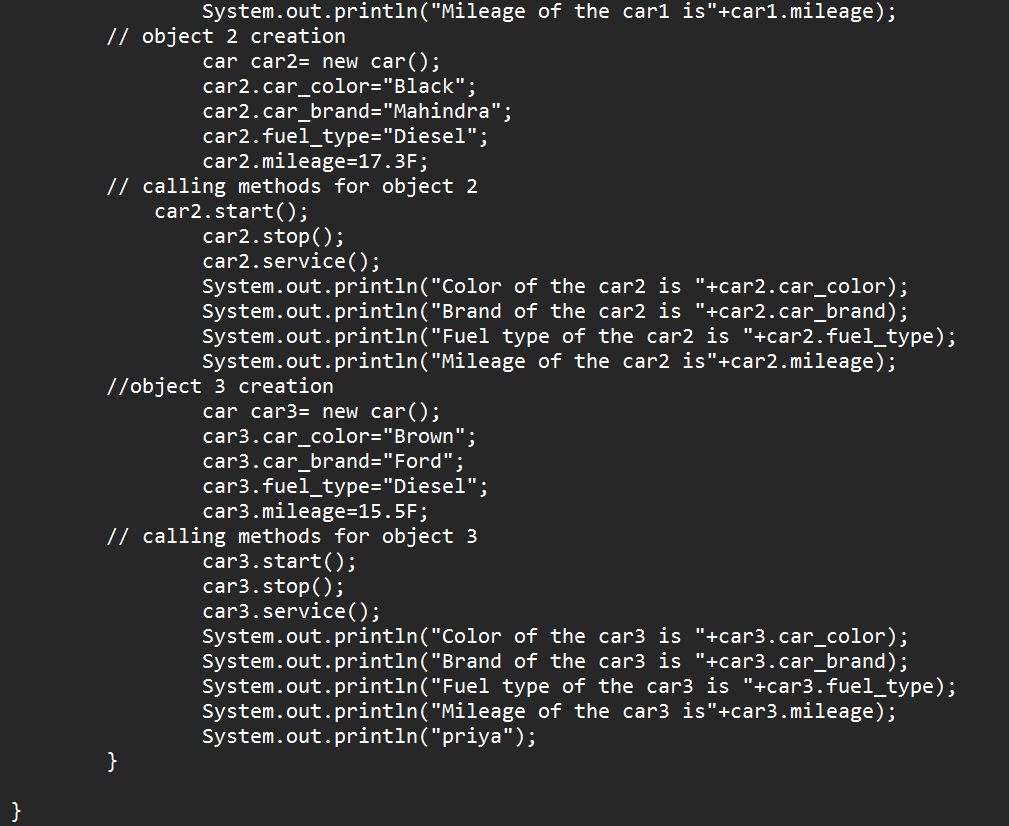 System.out.println("Mileage of the car1 is"+car1.mileage);
// object 2 creation
car car2= new car();
car2.car_color="Black";
car2.car_brand="Mahindra";
car2.fuel_type="Diesel";
car2.mileage=17.3F;
// calling methods for object 2
car2.start();
car2.stop();
car2.service();
System.out.println("Color of the car2 is "+car2.car_color);
System.out.println("Brand of the car2 is "+car2.car_brand);
System.out.println("Fuel type of the car2 is "+car2.fuel_type);
System.out.println("Mileage of the car2 is"+car2.mileage);
//object 3 creation
car car3= new car();
car3.car_color="Brown";
car3.car_brand="Ford";
car3.fuel_type="Diesel";
car3.mileage=15.5F;
// calling methods for object 3
car3.start();
car3.stop();
car3.service();
System.out.println("Color of the car3 is "+car3.car_color);
System.out.println("Brand of the car3 is "+car3.car_brand);
System.out.println("Fuel type of the car3 is "+car3.fuel_type);
System.out.println("Mileage of the car3 is"+car3.mileage);
System.out.println("priya");
}
}